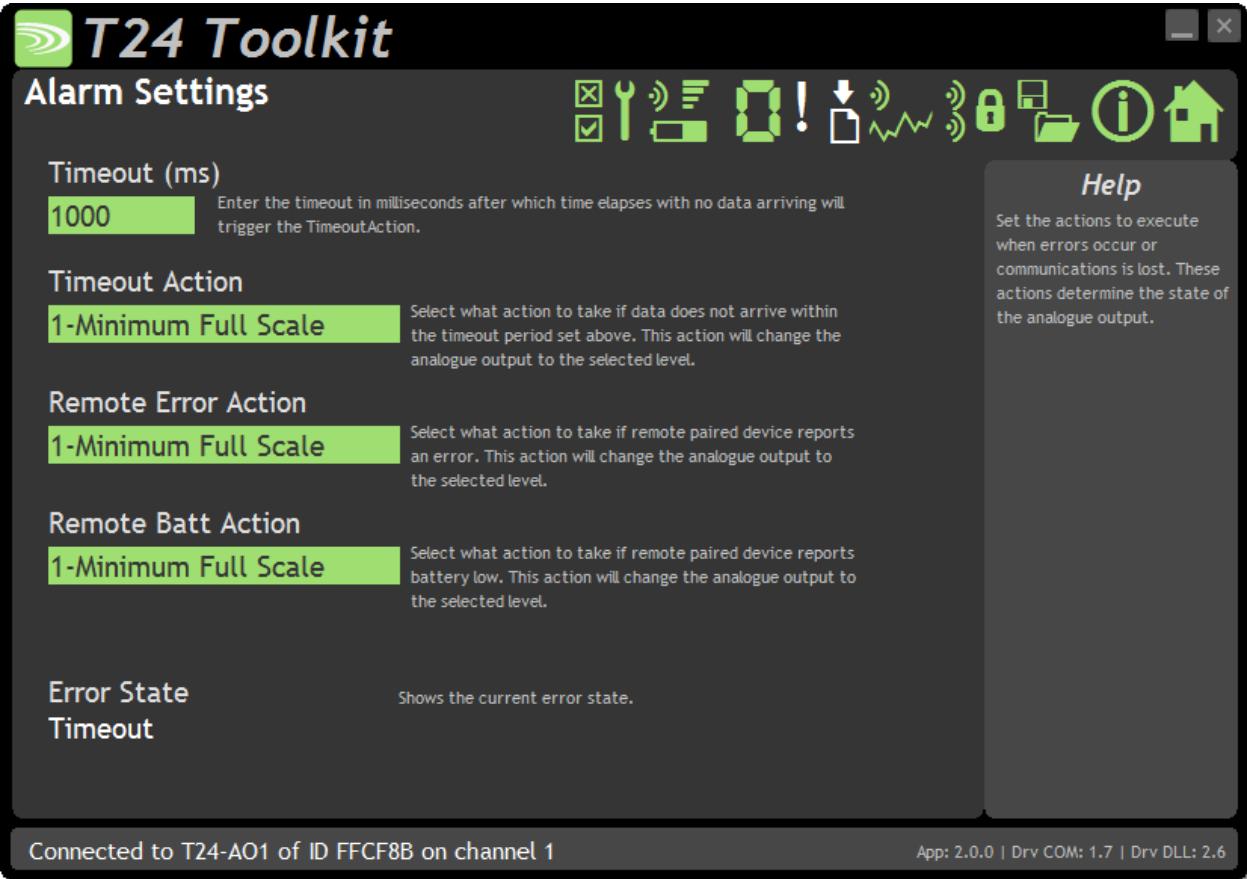 T24 Toolkit
Alarm Settings
Timeout (ms)
1000
Enter the timeout in milliseconds after which time elapses with no data arriving will
trigger the TimeoutAction.
Timeout Action
1-Minimum Full Scale
Select what action to take if data does not arrive within
the timeout period set above. This action will change the
analogue output to the selected level.
Remote Error Action
1-Minimum Full Scale
Select what action to take if remote paired device reports
an error. This action will change the analogue output to
the selected level.
Remote Batt Action
1-Minimum Full Scale
Select what action to take if remote paired device reports
battery low. This action will change the analogue output to
the selected level.
Error State
Shows the current error state.
Timeout
Help
Set the actions to execute
when errors occur or
communications is lost. These
actions determine the state of
the analogue output.
Connected to T24-AO1 of ID FFCF8B on channel 1
App: 2.0.0 | Drv COM: 1.7 | Drv DLL: 2.6